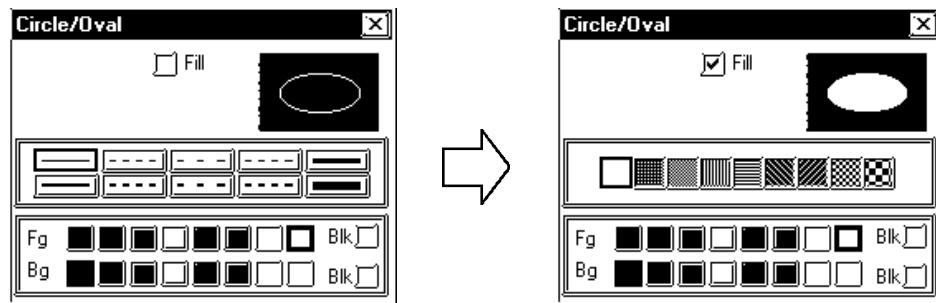 Circle/Oval
Fill
Fg Blk
Bg Blk
Circle/Oval
Fill
Fg Blk
Bg Blk